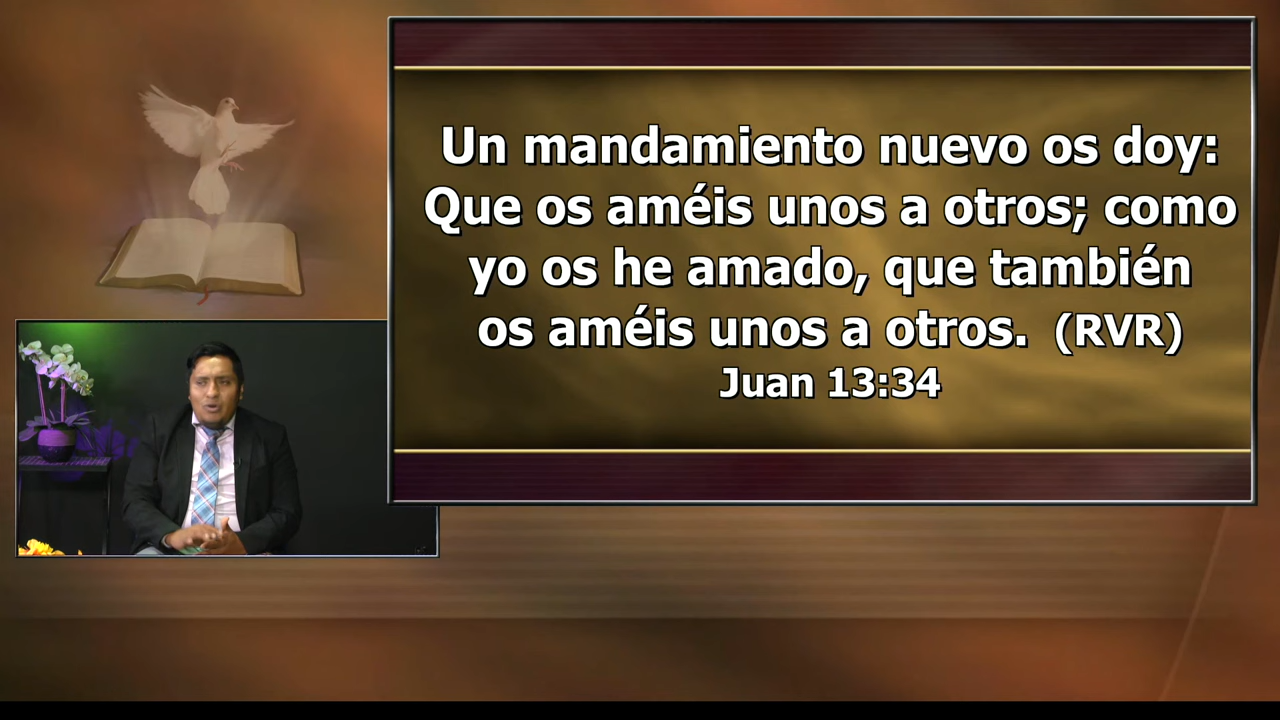 Un mandamiento nuevo os doy:
Que os améis unos a otros; como
yo os he amado, que también
os améis unos a otros. (RVR)
Juan 13:34